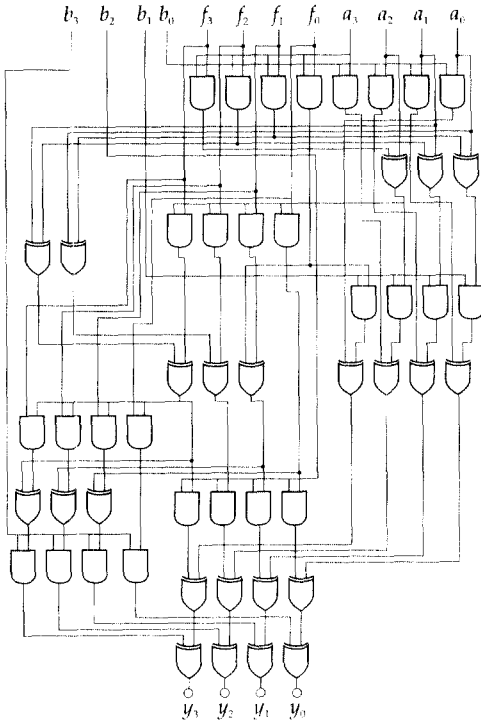 b₃ b₂ b₁ b₀ f₃ f₂ f₁ f₀ a₃ a₂ a₁ a₀
y₃ y₂ y₁ y₀